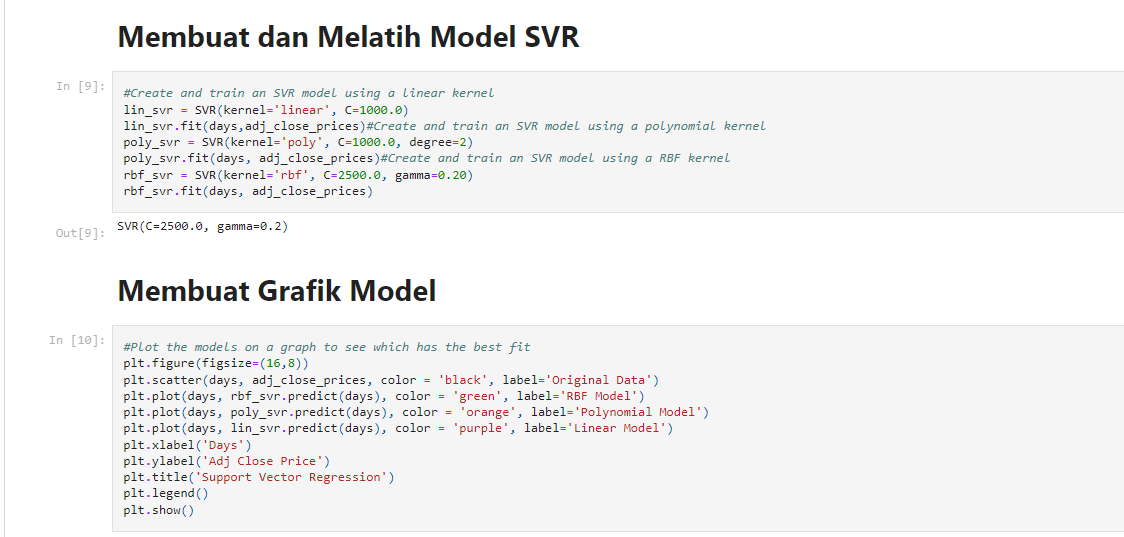 Membuat dan Melatih Model SVR
In [9]:
#Create and train an SVR model using a linear kernel
lin_svr = SVR(kernel='linear', C=1000.0)
lin_svr.fit(days,adj_close_prices)#Create and train an SVR model using a polynomial kernel
poly_svr = SVR(kernel='poly', C=1000.0, degree=2)
poly_svr.fit(days, adj_close_prices)#Create and train an SVR model using a RBF kernel
rbf_svr = SVR(kernel='rbf', C=2500.0, gamma=0.20)
rbf_svr.fit(days, adj_close_prices)
Out[9]:
SVR(C=2500.0, gamma=0.2)
Membuat Grafik Model
In [10]:
#Plot the models on a graph to see which has the best fit
plt.figure(figsize=(16,8))
plt.scatter(days, adj_close_prices, color = 'black', label='Original Data')
plt.plot(days, rbf_svr.predict(days), color = 'green', label='RBF Model')
plt.plot(days, poly_svr.predict(days), color = 'orange', label='Polynomial Model')
plt.plot(days, lin_svr.predict(days), color = 'purple', label='Linear Model')
plt.xlabel('Days')
plt.ylabel('Adj Close Price')
plt.title('Support Vector Regression')
plt.legend()
plt.show()